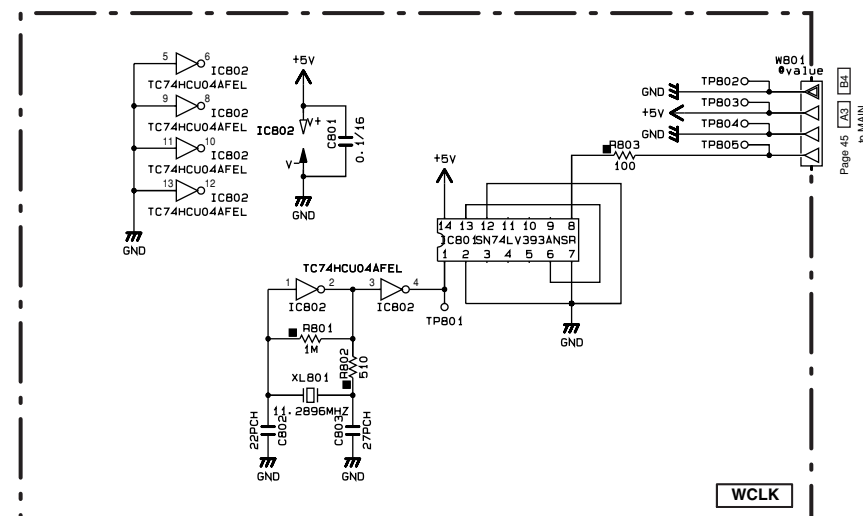 5 6
IC802
TC74HCU04AFEL
9 8
IC802
TC74HCU04AFEL
11 10
IC802
TC74HCU04AFEL
13 12
IC802
TC74HCU04AFEL
GND
+5V
IC802
V+
V-
C801
0.1/16
GND
W801
@value
TP802
GND
TP803
+5V
TP804
GND
TP805
R803
100
B4
Page 45 A3
to MAIN
+5V
14 13 12 11 10 9 8
IC801SN74LV393ANSR
1 2 3 4 5 6 7
TP801
GND
TC74HCU04AFEL
1 2
IC802
3 4
IC802
R801
1M
R802
510
XL801
11.2896MHZ
22PCH
C802
C803
27PCH
GND
GND
WCLK